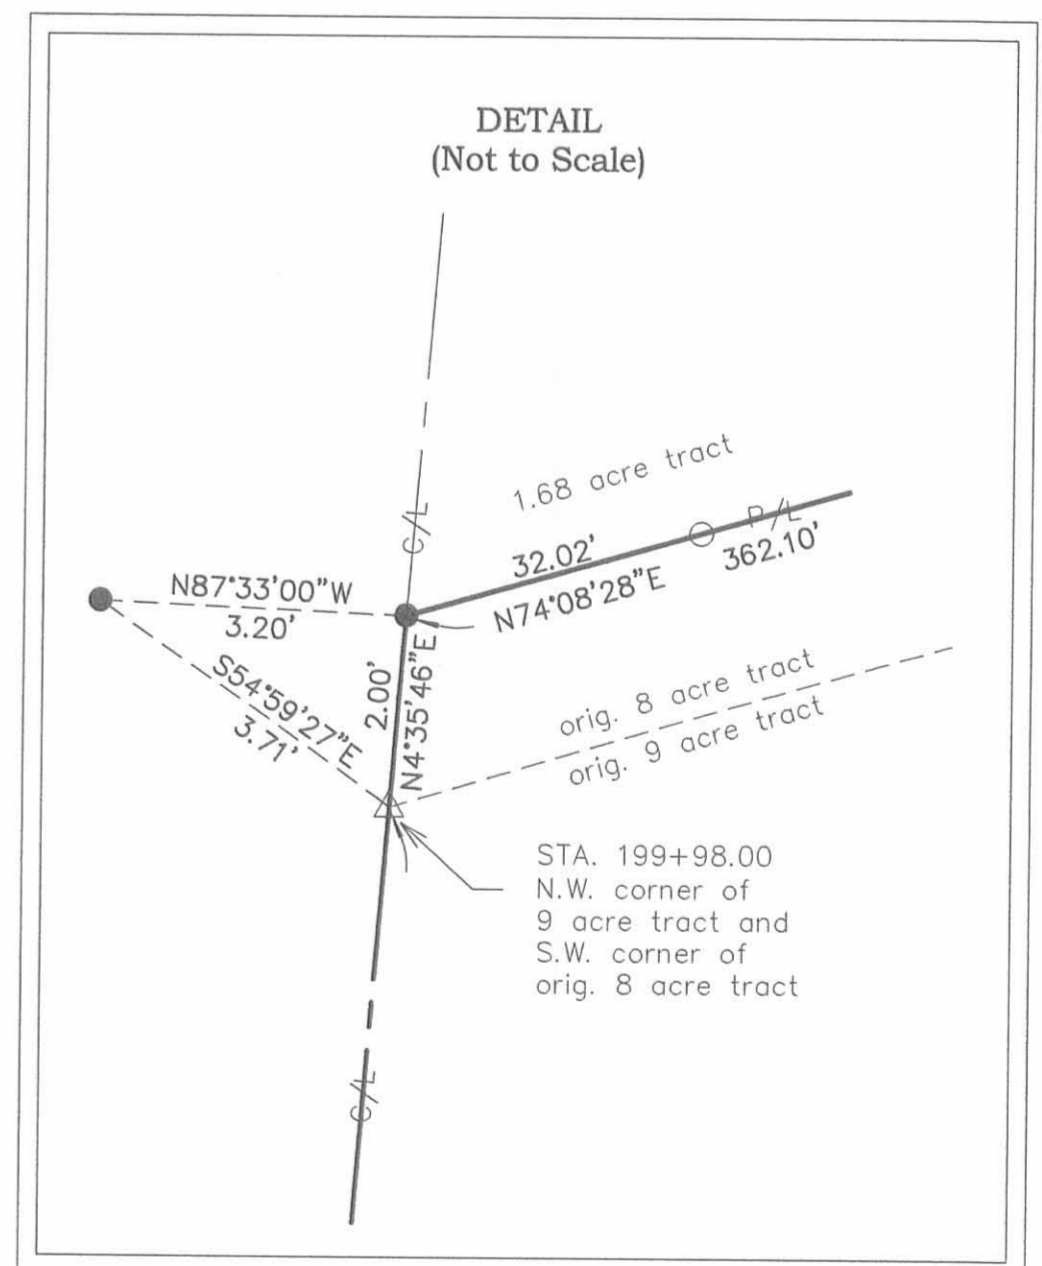 DETAIL
(Not to Scale)
1.68 acre tract
C/L
P/L
32.02'
362.10'
N74°08'28"E
N87°33'00"W
3.20'
2.00'
N4°35'46"E
S54°59'27"E
3.71'
orig. 8 acre tract
orig. 9 acre tract
STA. 199+98.00
N.W. corner of
9 acre tract and
S.W. corner of
orig. 8 acre tract
C/L